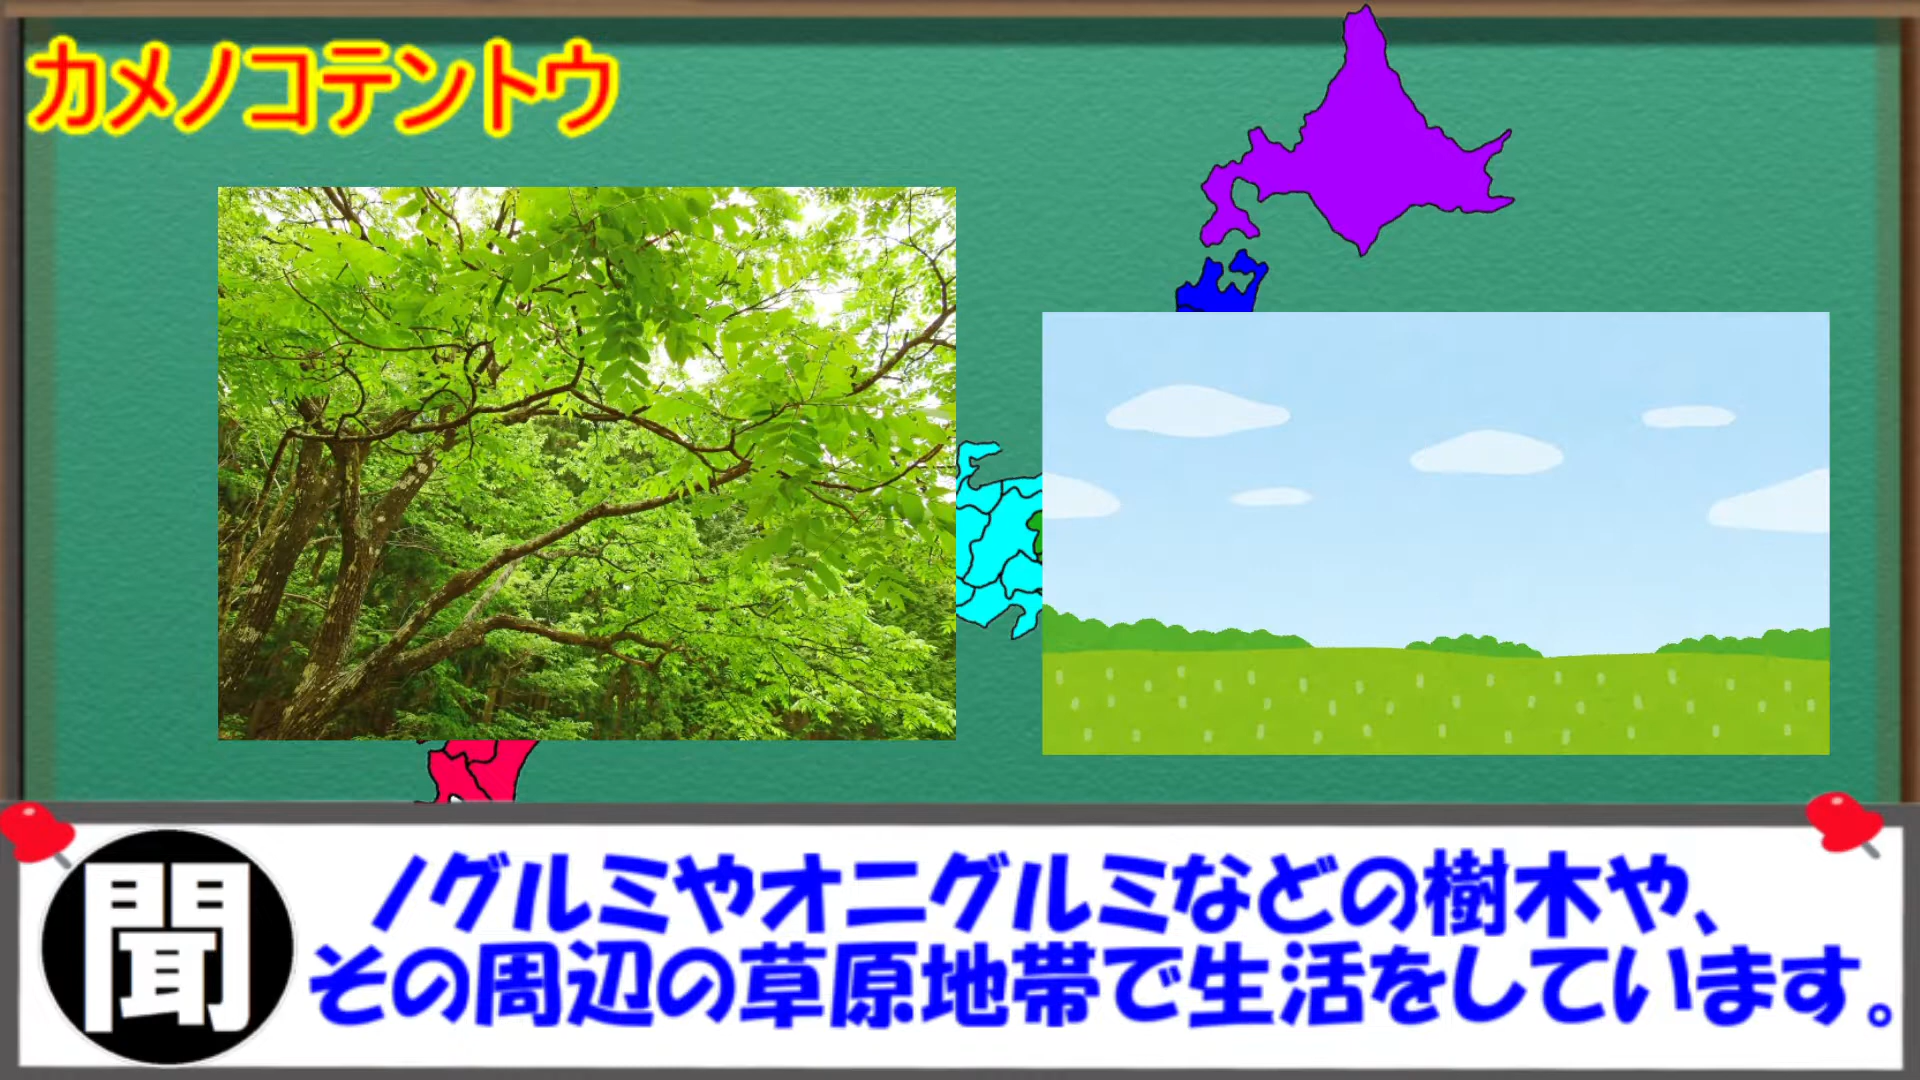 カメノコテントウ
聞
ノグルミやオニグルミなどの樹木や、
その周辺の草原地帯で生活をしています。